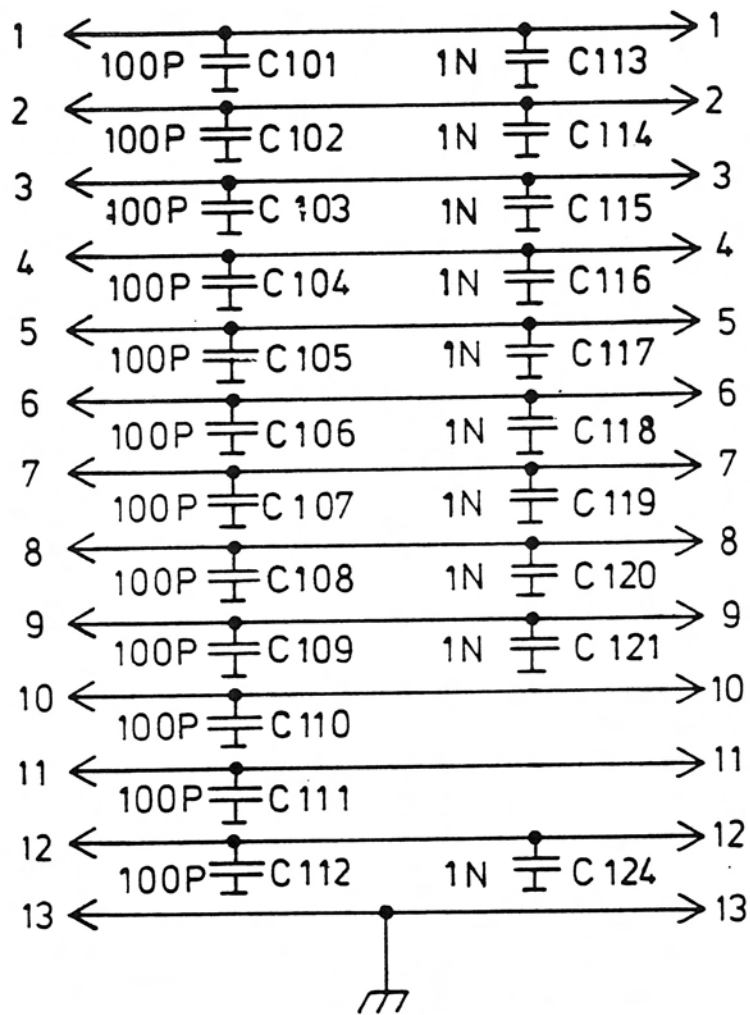 1 1
100P C101 1N C113
2 2
100P C102 1N C114
3 3
100P C103 1N C115
4 4
100P C104 1N C116
5 5
100P C105 1N C117
6 6
100P C106 1N C118
7 7
100P C107 1N C119
8 8
100P C108 1N C120
9 9
100P C109 1N C121
10 10
100P C110
11 11
100P C111
12 12
100P C112 1N C124
13 13